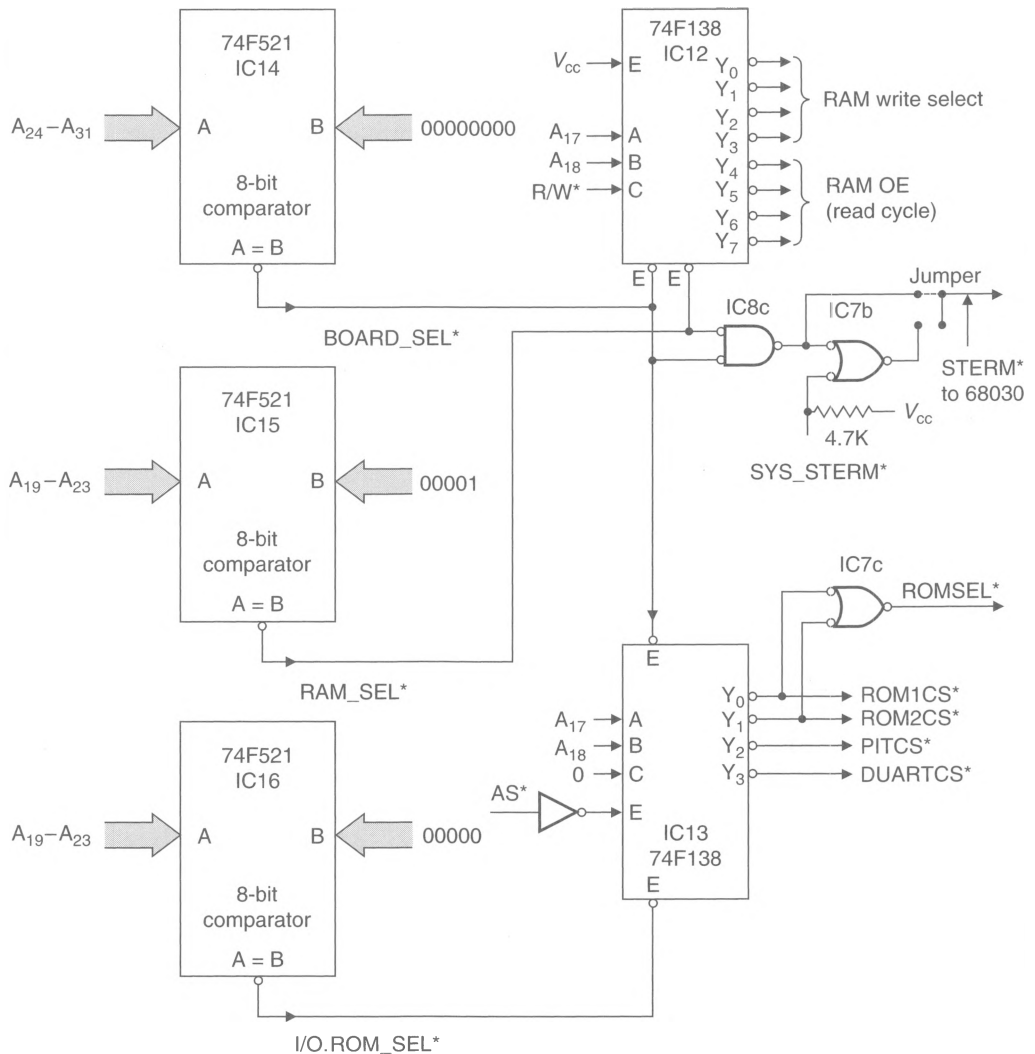 74F521
IC14
A24–A31
A
B
00000000
8-bit
comparator
A = B
BOARD_SEL*
74F138
IC12
Vcc
E
A17
A
A18
B
R/W*
C
Y0
Y1
Y2
Y3
Y4
Y5
Y6
Y7
RAM write select
RAM OE
(read cycle)
E
E
IC8c
IC7b
Jumper
STERM*
to 68030
Vcc
4.7K
SYS_STERM*
74F521
IC15
A19–A23
A
B
00001
8-bit
comparator
A = B
RAM_SEL*
IC7c
ROMSEL*
E
A17
A
A18
B
0
C
AS*
E
Y0
Y1
Y2
Y3
ROM1CS*
ROM2CS*
PITCS*
DUARTCS*
IC13
74F138
E
74F521
IC16
A19–A23
A
B
00000
8-bit
comparator
A = B
I/O.ROM_SEL*